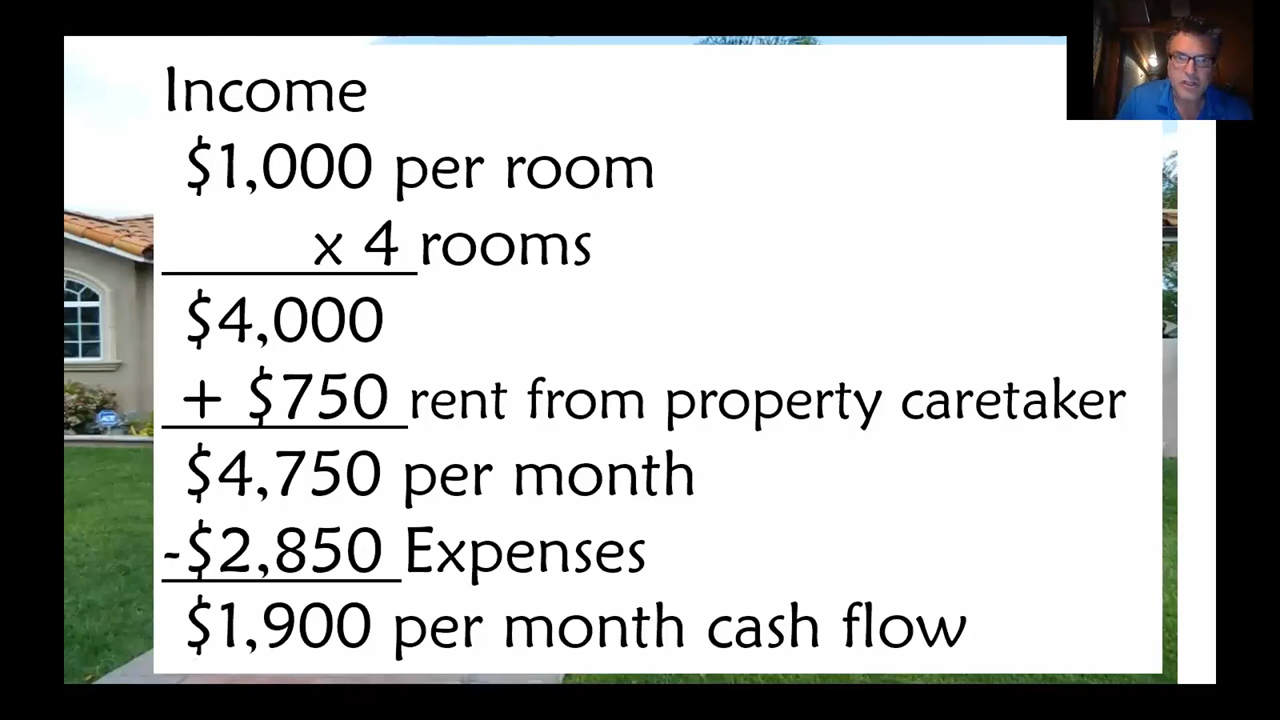 Income
$1,000 per room
x 4 rooms
$4,000
+ $750 rent from property caretaker
$4,750 per month
-$2,850 Expenses
$1,900 per month cash flow